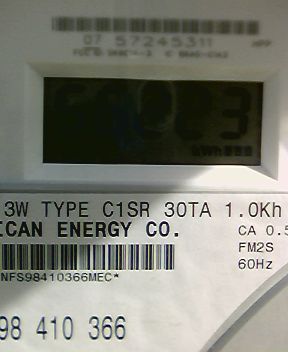 07 57245311
kWh
3W TYPE C1SR 30TA 1.0Kh
ICAN ENERGY CO.
CA 0.5
FM2S
60Hz
NFS98410366MEC*
98 410 366